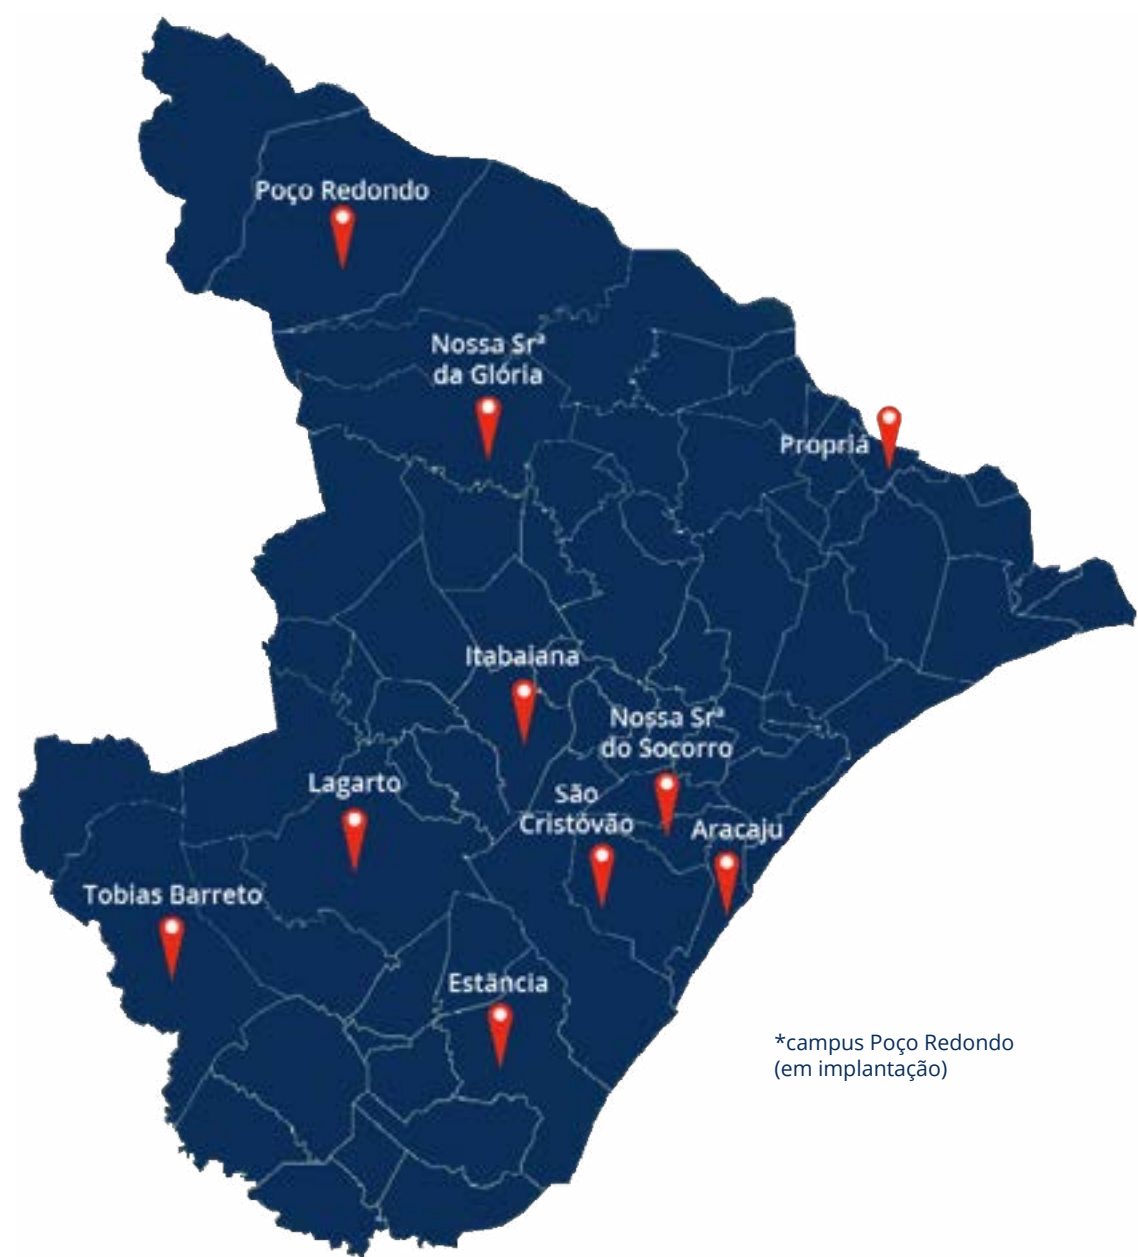 Poço Redondo
Nossa Srª
da Glória
Propriá
Itabaiana
Nossa Srª
do Socorro
Lagarto
São
Cristóvão
Aracaju
Tobias Barreto
Estância
*campus Poço Redondo
(em implantação)